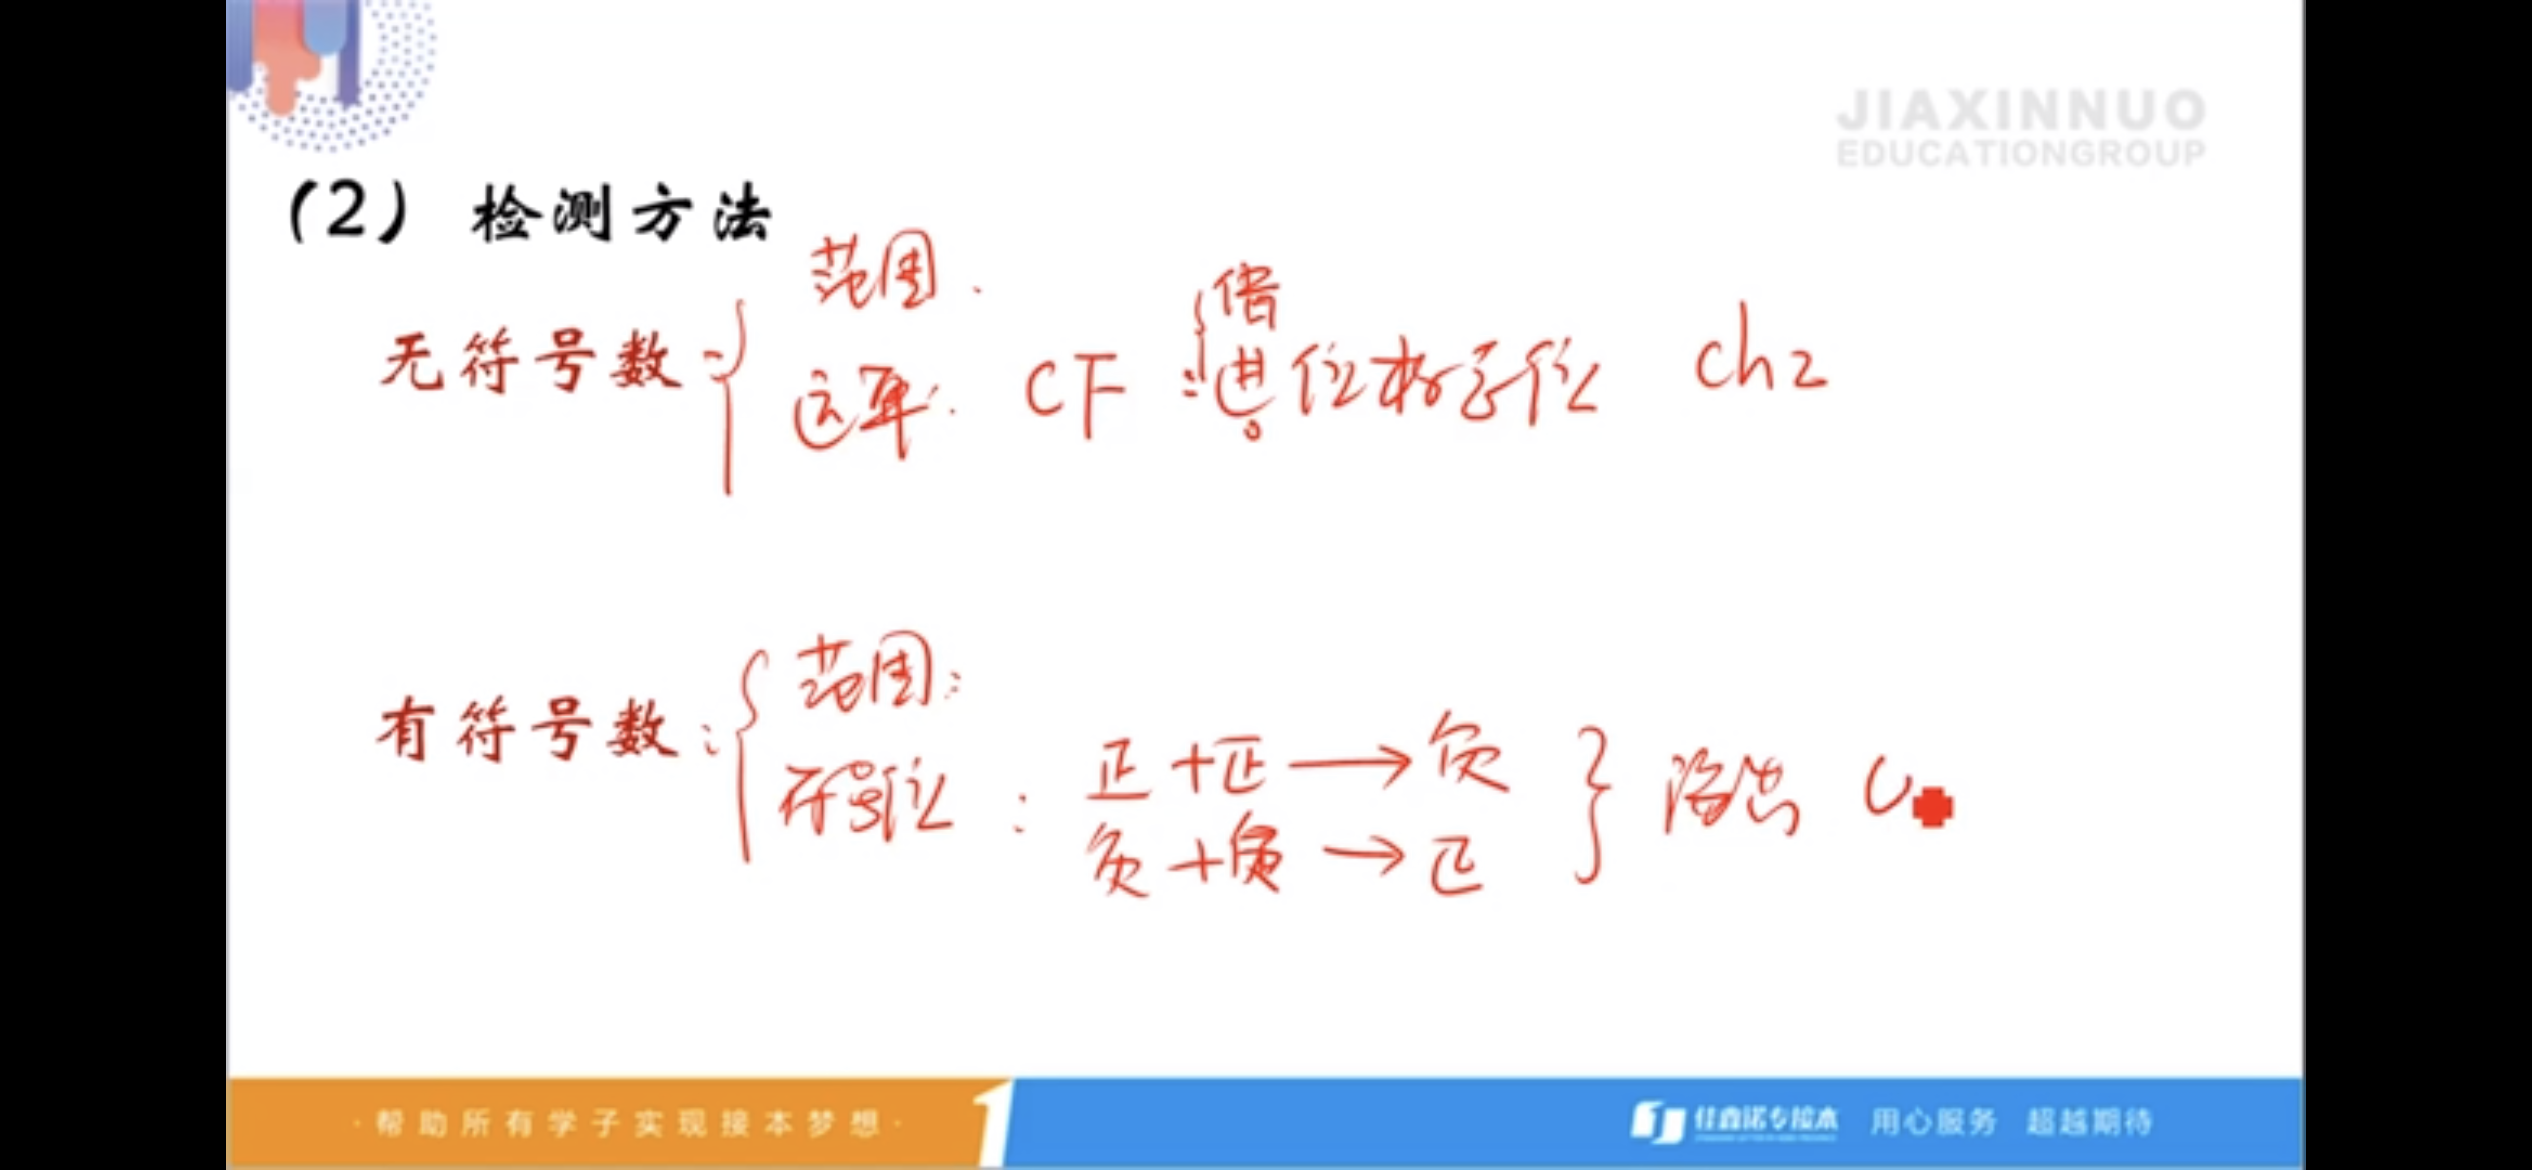 JIAXINNUO
EDUCATIONGROUP
(2) 检测方法
范围.
无符号数:
借
运算: CF : 进位标志位 ch2
范围:
有符号数:
符号位 : 正+正→负
溢出
负+负→正
·帮助所有学子实现接本梦想·
佳鑫诺专接本 用心服务 超越期待